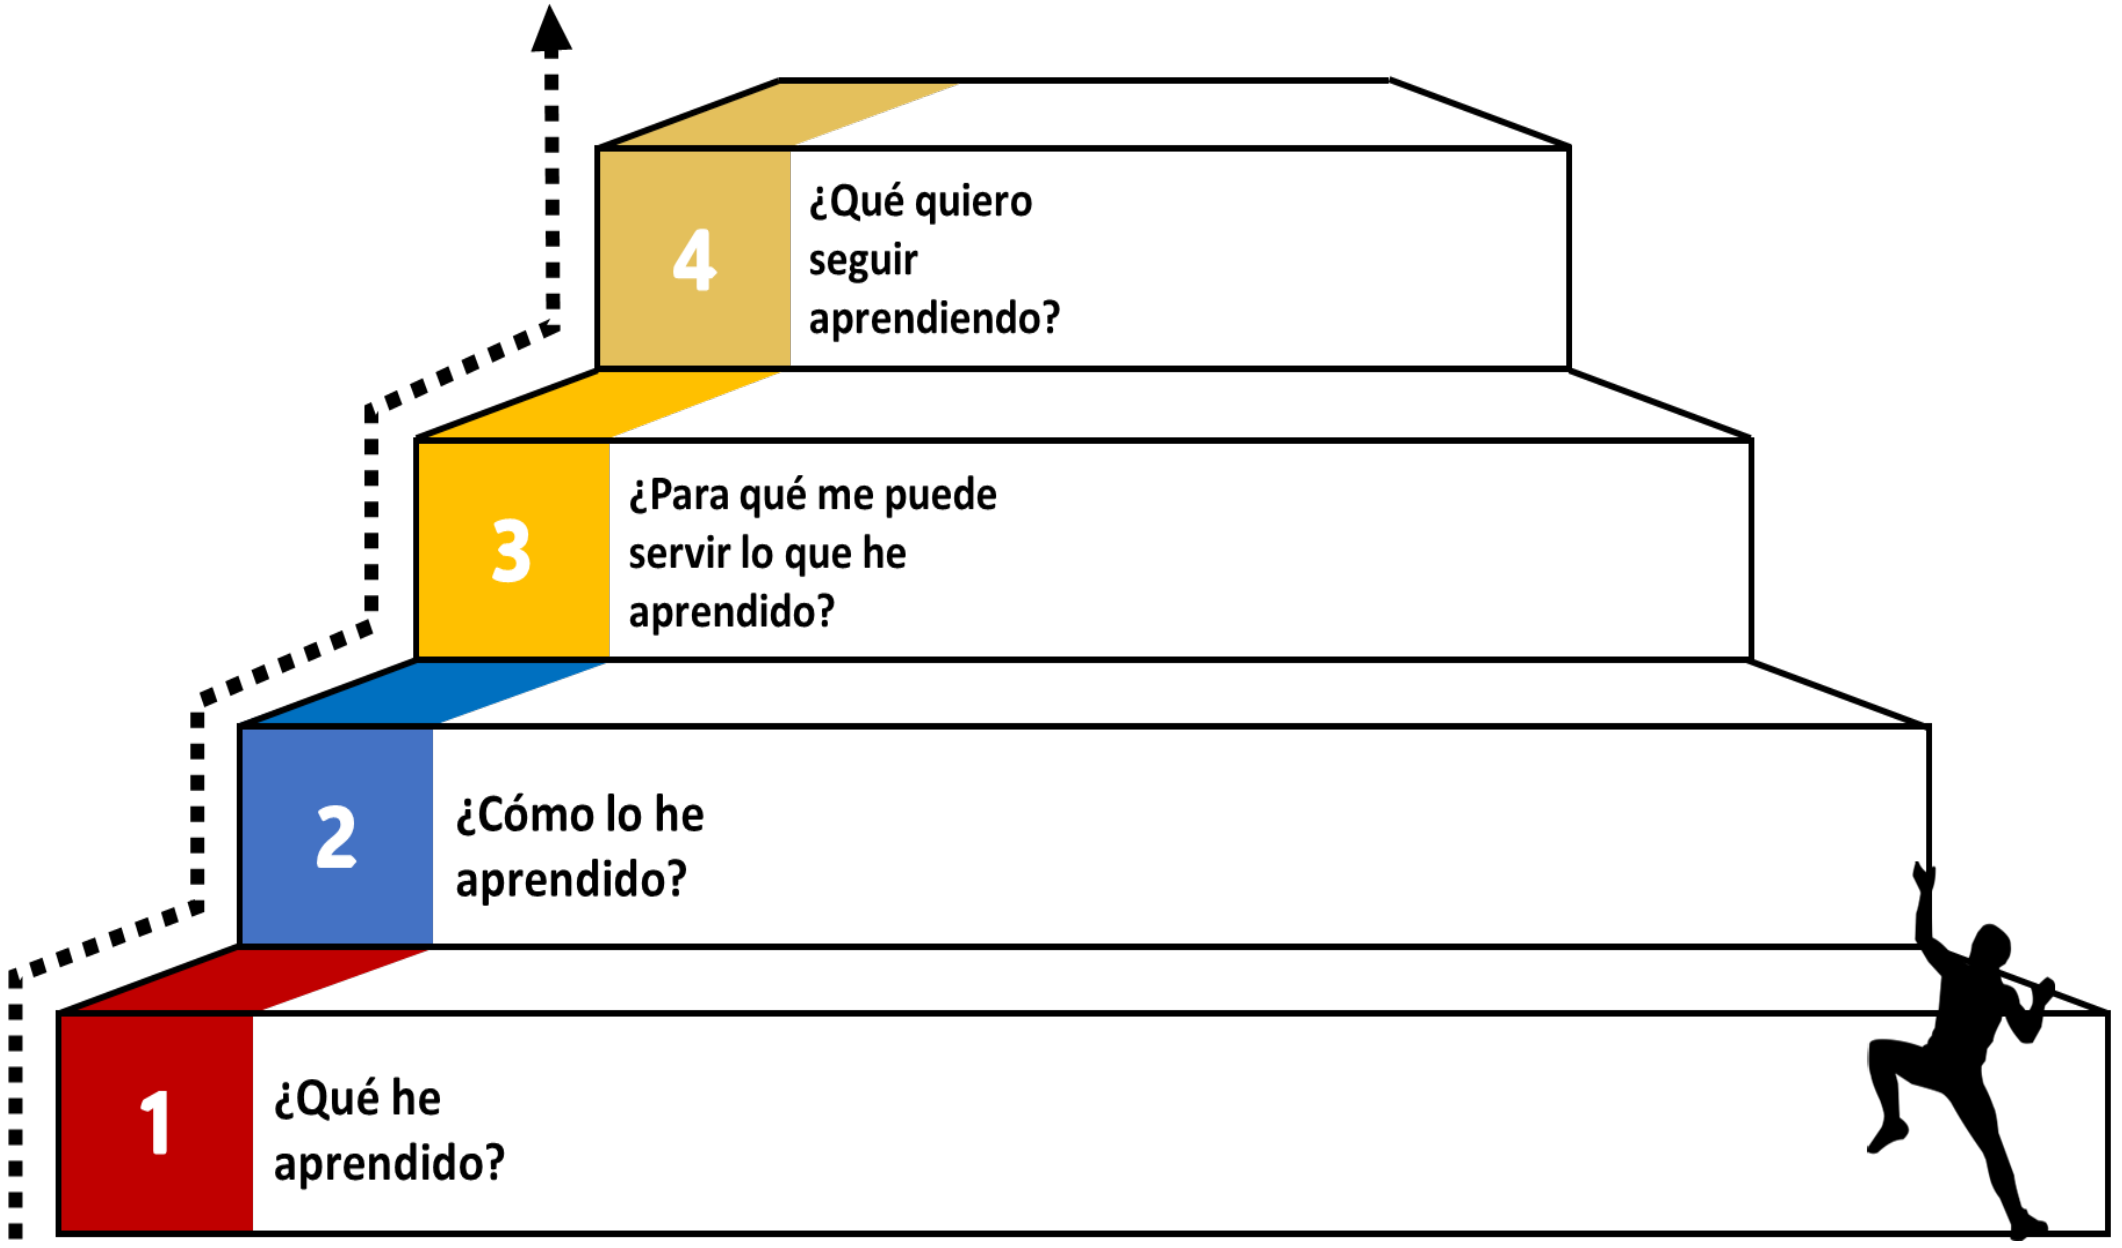 4
¿Qué quiero
seguir
aprendiendo?
3
¿Para qué me puede
servir lo que he
aprendido?
2
¿Cómo lo he
aprendido?
1
¿Qué he
aprendido?